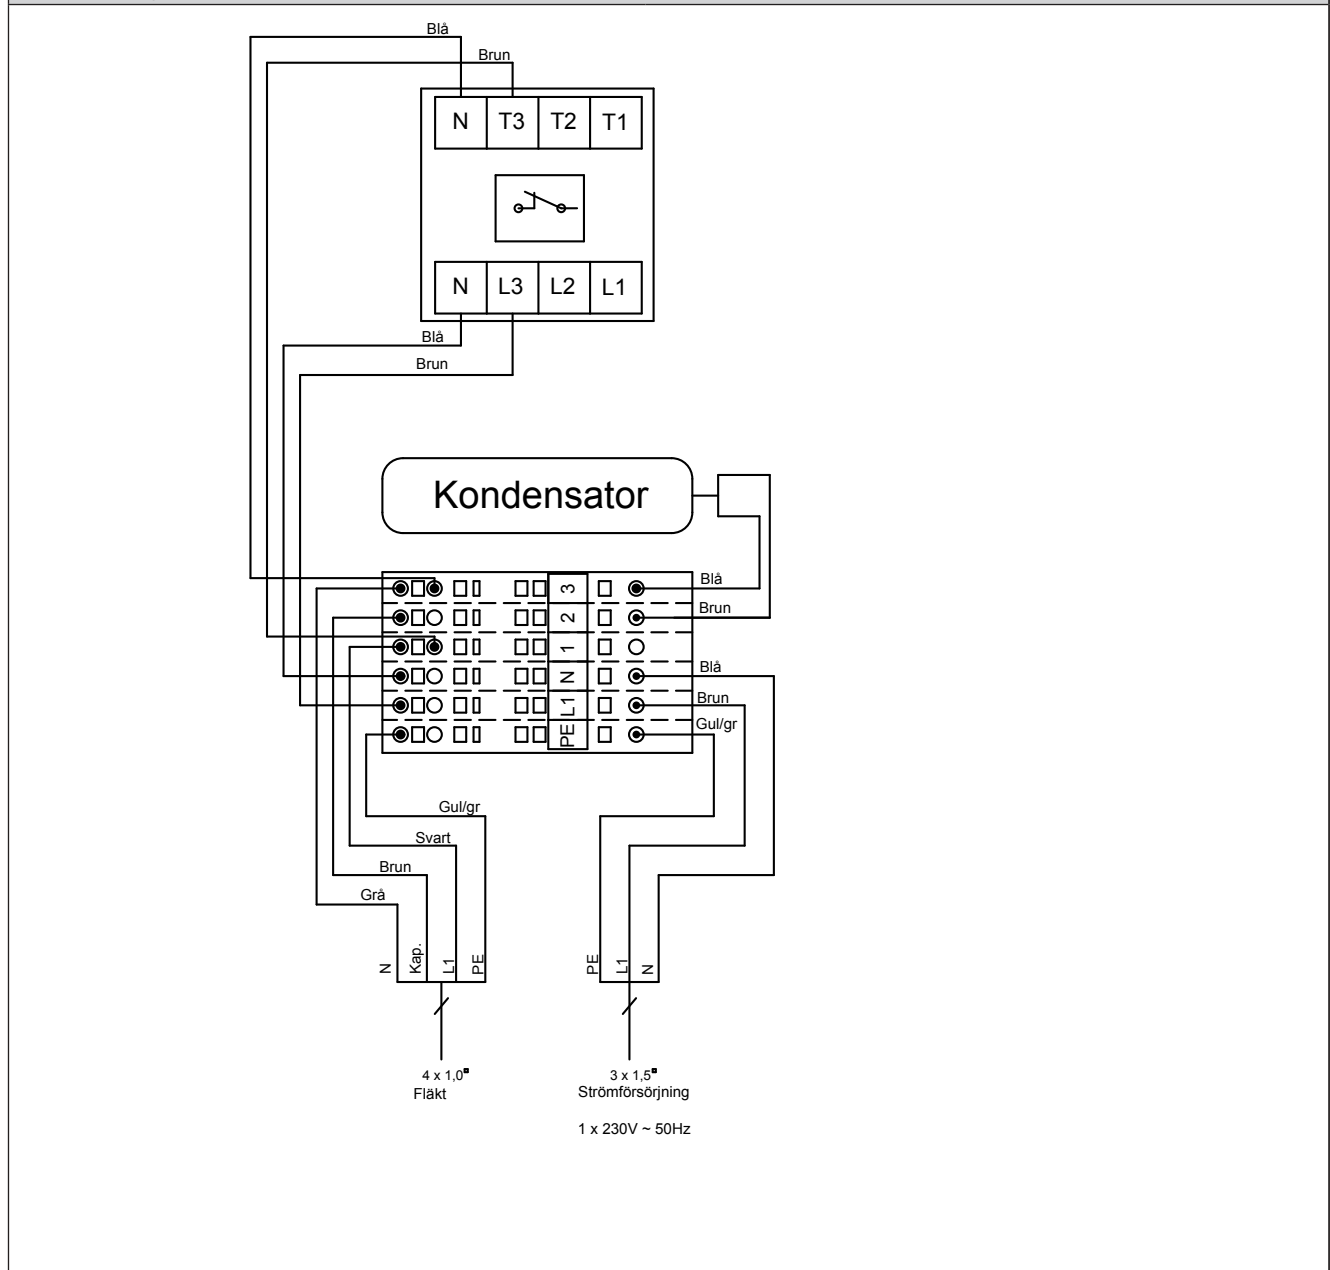 Blå
Brun
N T3 T2 T1
N L3 L2 L1
Blå
Brun
Kondensator
3
Blå
2
Brun
1
N
Blå
L1
Brun
PE
Gul/gr
Gul/gr
Svart
Brun
Grå
N Kap. L1 PE
PE L1 N
4 x 1,0
Fläkt
3 x 1,5
Strömförsörjning
1 x 230V ~ 50Hz